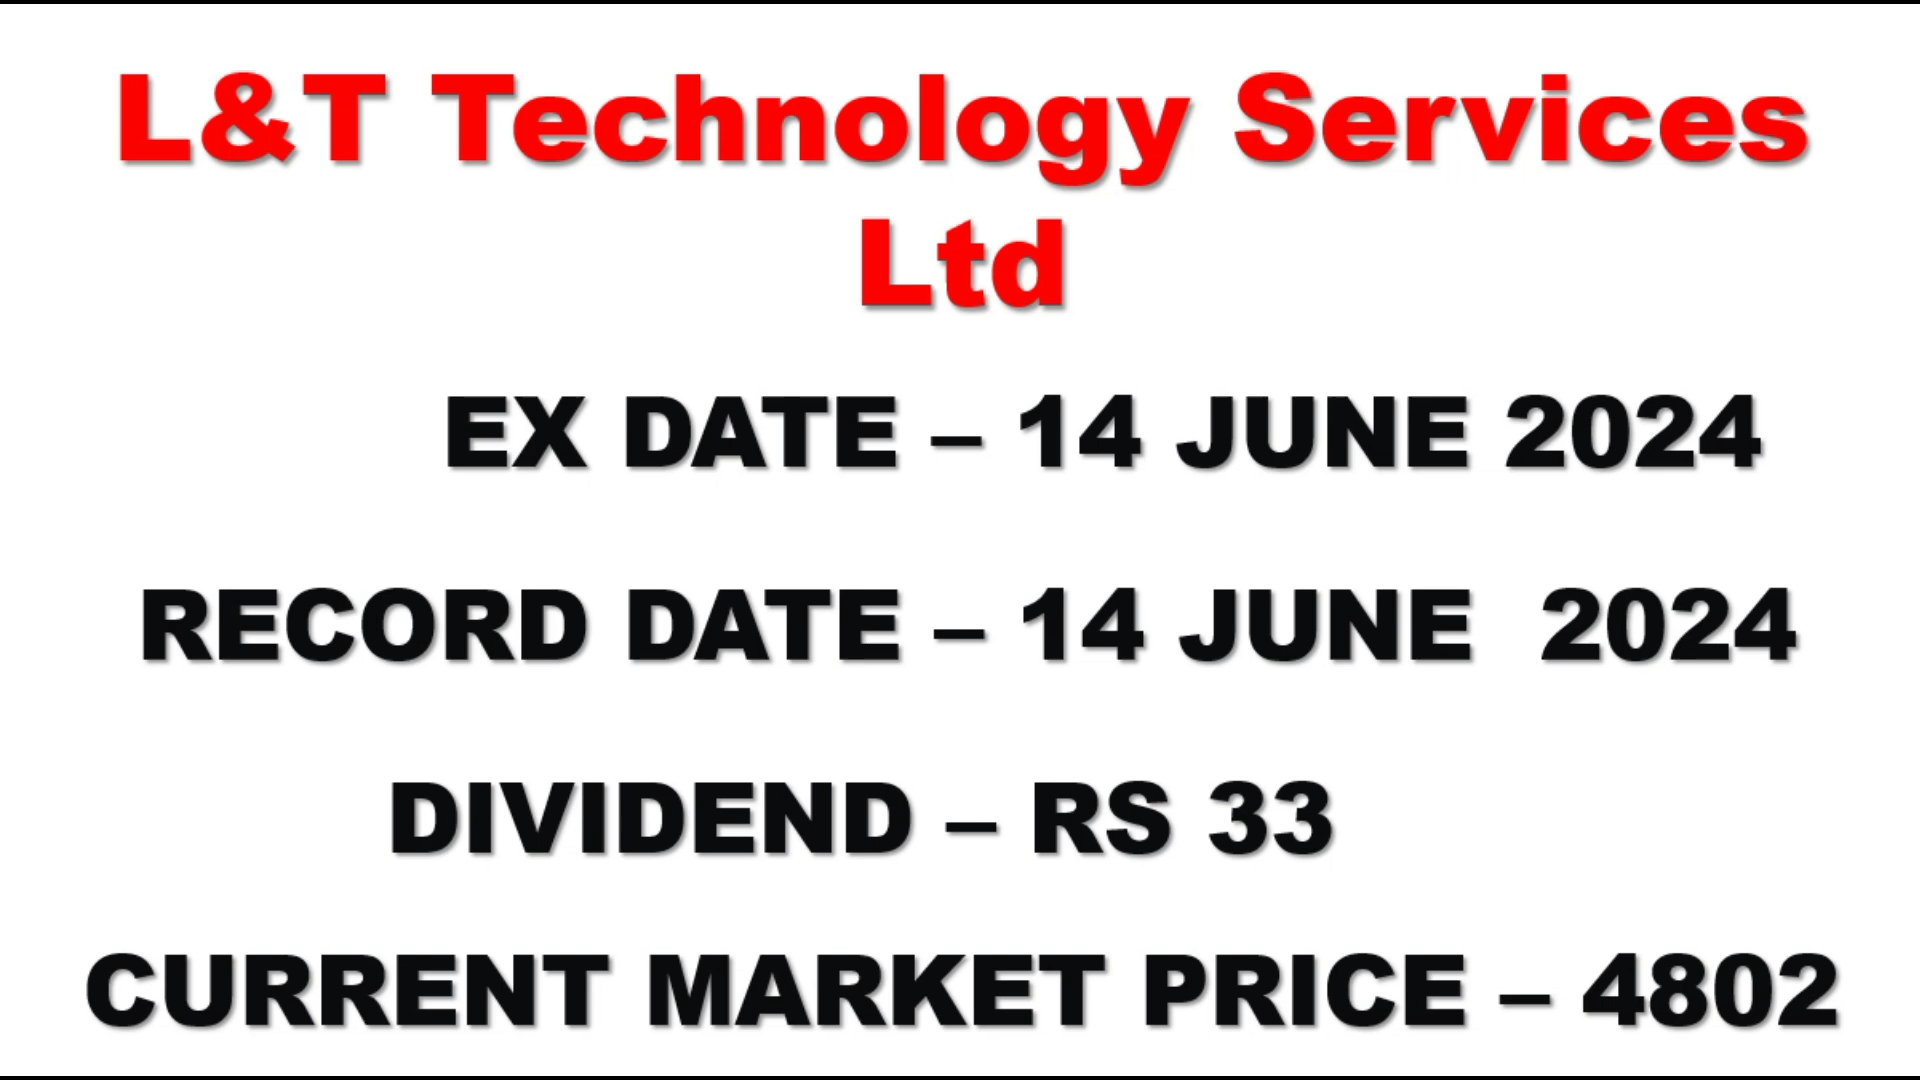 L&T Technology Services
Ltd
EX DATE – 14 JUNE 2024
RECORD DATE – 14 JUNE 2024
DIVIDEND – RS 33
CURRENT MARKET PRICE – 4802